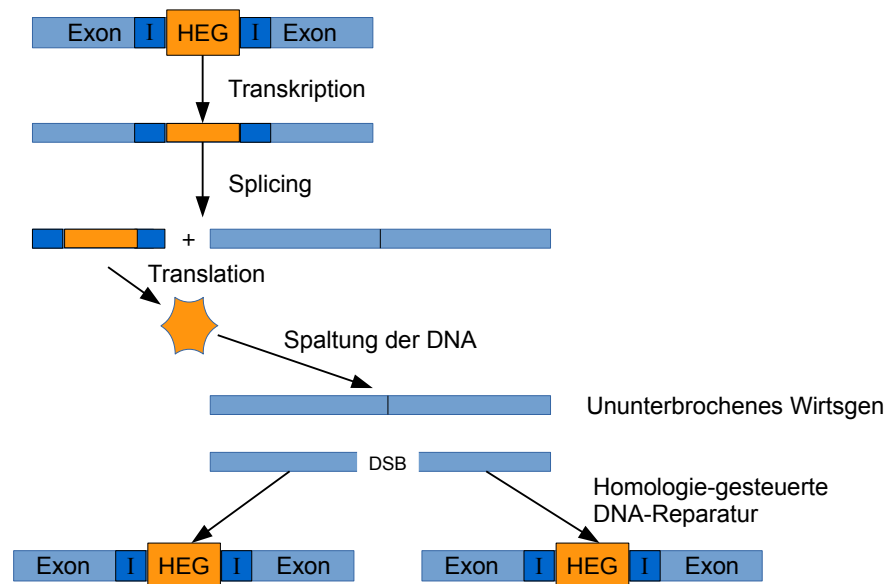 Exon I HEG I Exon
Transkription
Splicing
+
Translation
Spaltung der DNA
Ununterbrochenes Wirtsgen
DSB
Homologie-gesteuerte
DNA-Reparatur
Exon I HEG I Exon
Exon I HEG I Exon